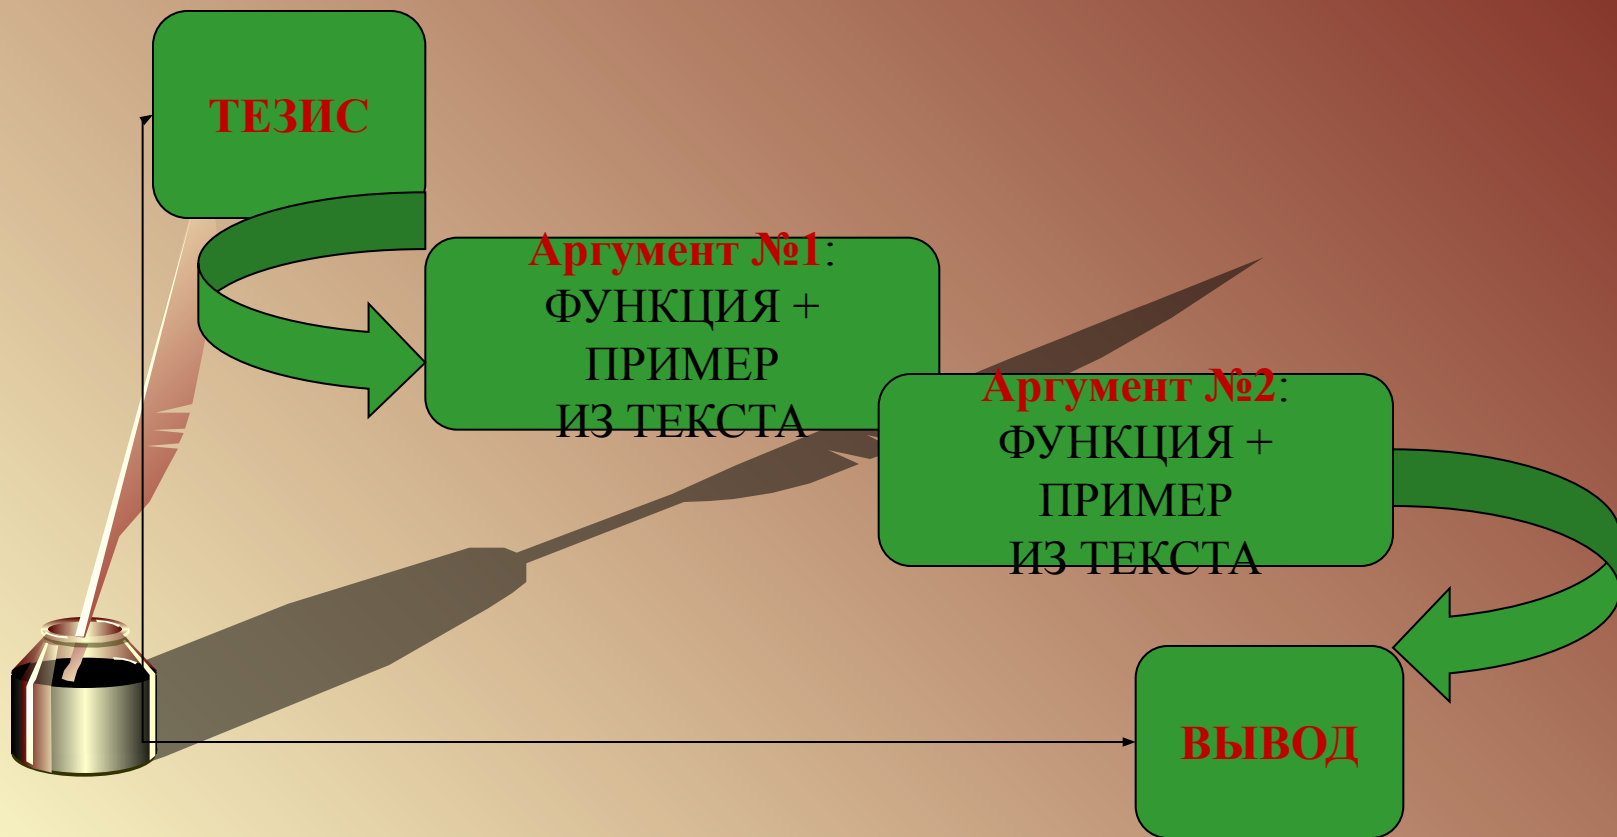 ТЕЗИС
Аргумент №1:
ФУНКЦИЯ +
ПРИМЕР
ИЗ ТЕКСТА
Аргумент №2:
ФУНКЦИЯ +
ПРИМЕР
ИЗ ТЕКСТА
ВЫВОД